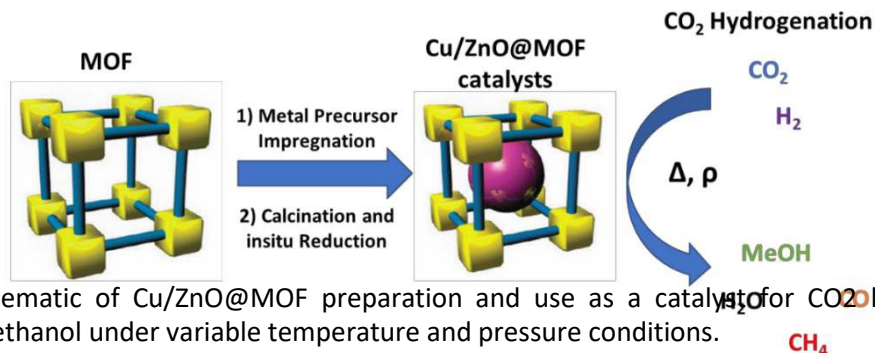 CO2 Hydrogenation
MOF
Cu/ZnO@MOF
catalysts
CO2
H2
1) Metal Precursor
Impregnation
Δ, ρ
2) Calcination and
insitu Reduction
MeOH
H2O
ematic of Cu/ZnO@MOF preparation and use as a catalyst for CO2
ethanol under variable temperature and pressure conditions.
CH4